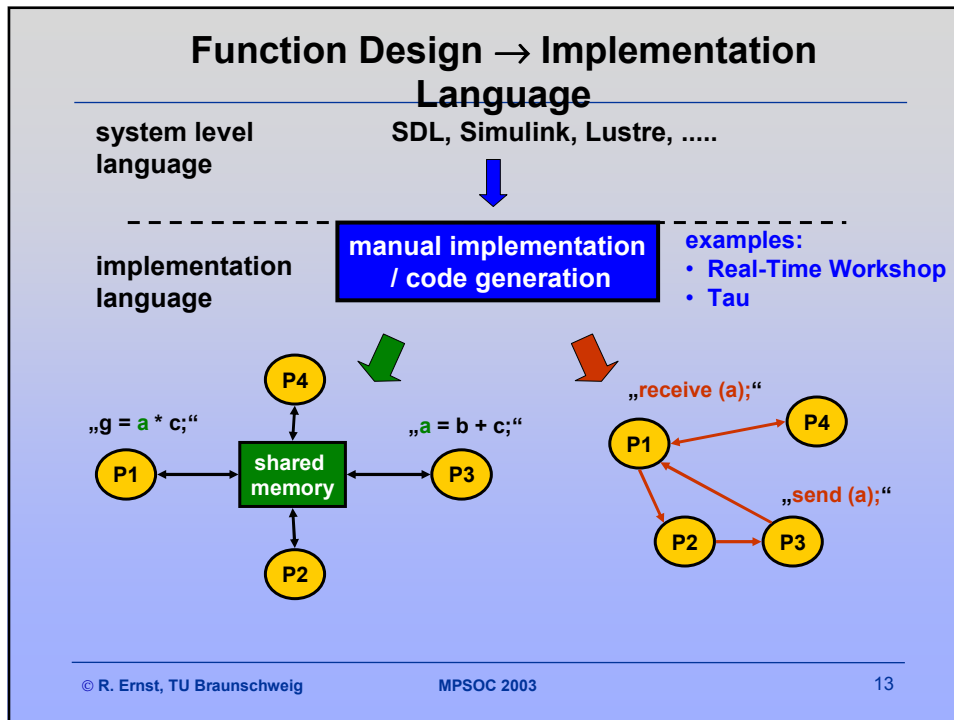 Function Design → Implementation
Language
system level
language
SDL, Simulink, Lustre, .....
implementation
language
manual implementation
/ code generation
examples:
• Real-Time Workshop
• Tau
P4
„g = a * c;“
„a = b + c;“
P1
shared
memory
P3
P2
„receive (a);“
P4
P1
„send (a);“
P2
P3
© R. Ernst, TU Braunschweig
MPSOC 2003
13